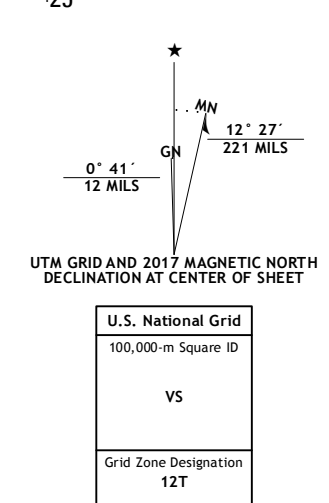 ★
MN
GN
12° 27´
221 MILS
0° 41´
12 MILS
UTM GRID AND 2017 MAGNETIC NORTH
DECLINATION AT CENTER OF SHEET
U.S. National Grid
100,000-m Square ID
VS
Grid Zone Designation
12T